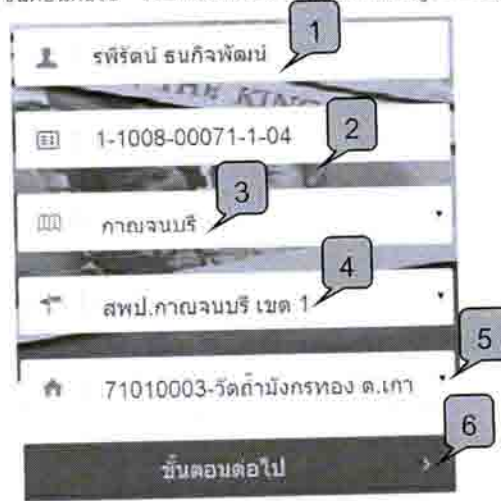 1
รพีรัตน์ ธนกิจพัฒน์
THE KING
2
1-1008-00071-1-04
3
กาญจนบุรี
4
สพป.กาญจนบุรี เขต 1
5
71010003-วัดถ้ำมังกรทอง ต.เกา
6
ขั้นตอนต่อไป